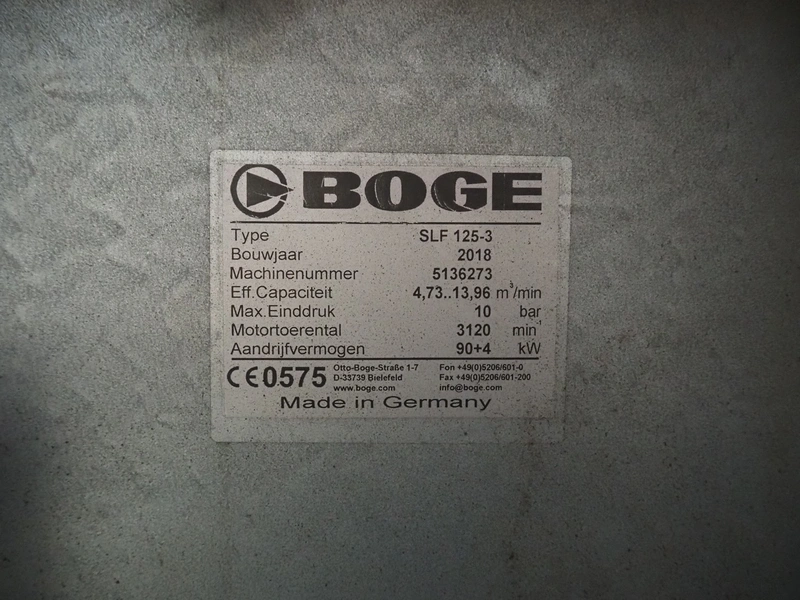 BOGE
Type SLF 125-3
Bouwjaar 2018
Machinenummer 5136273
Eff.Capaciteit 4,73..13,96 m³/min
Max.Einddruk 10 bar
Motortoerental 3120 min⁻¹
Aandrijfvermogen 90+4 kW
CE0575 Otto-Boge-Straße 1-7 Fon +49(0)5206/601-0
D-33739 Bielefeld Fax +49(0)5206/601-200
www.boge.com info@boge.com
Made in Germany